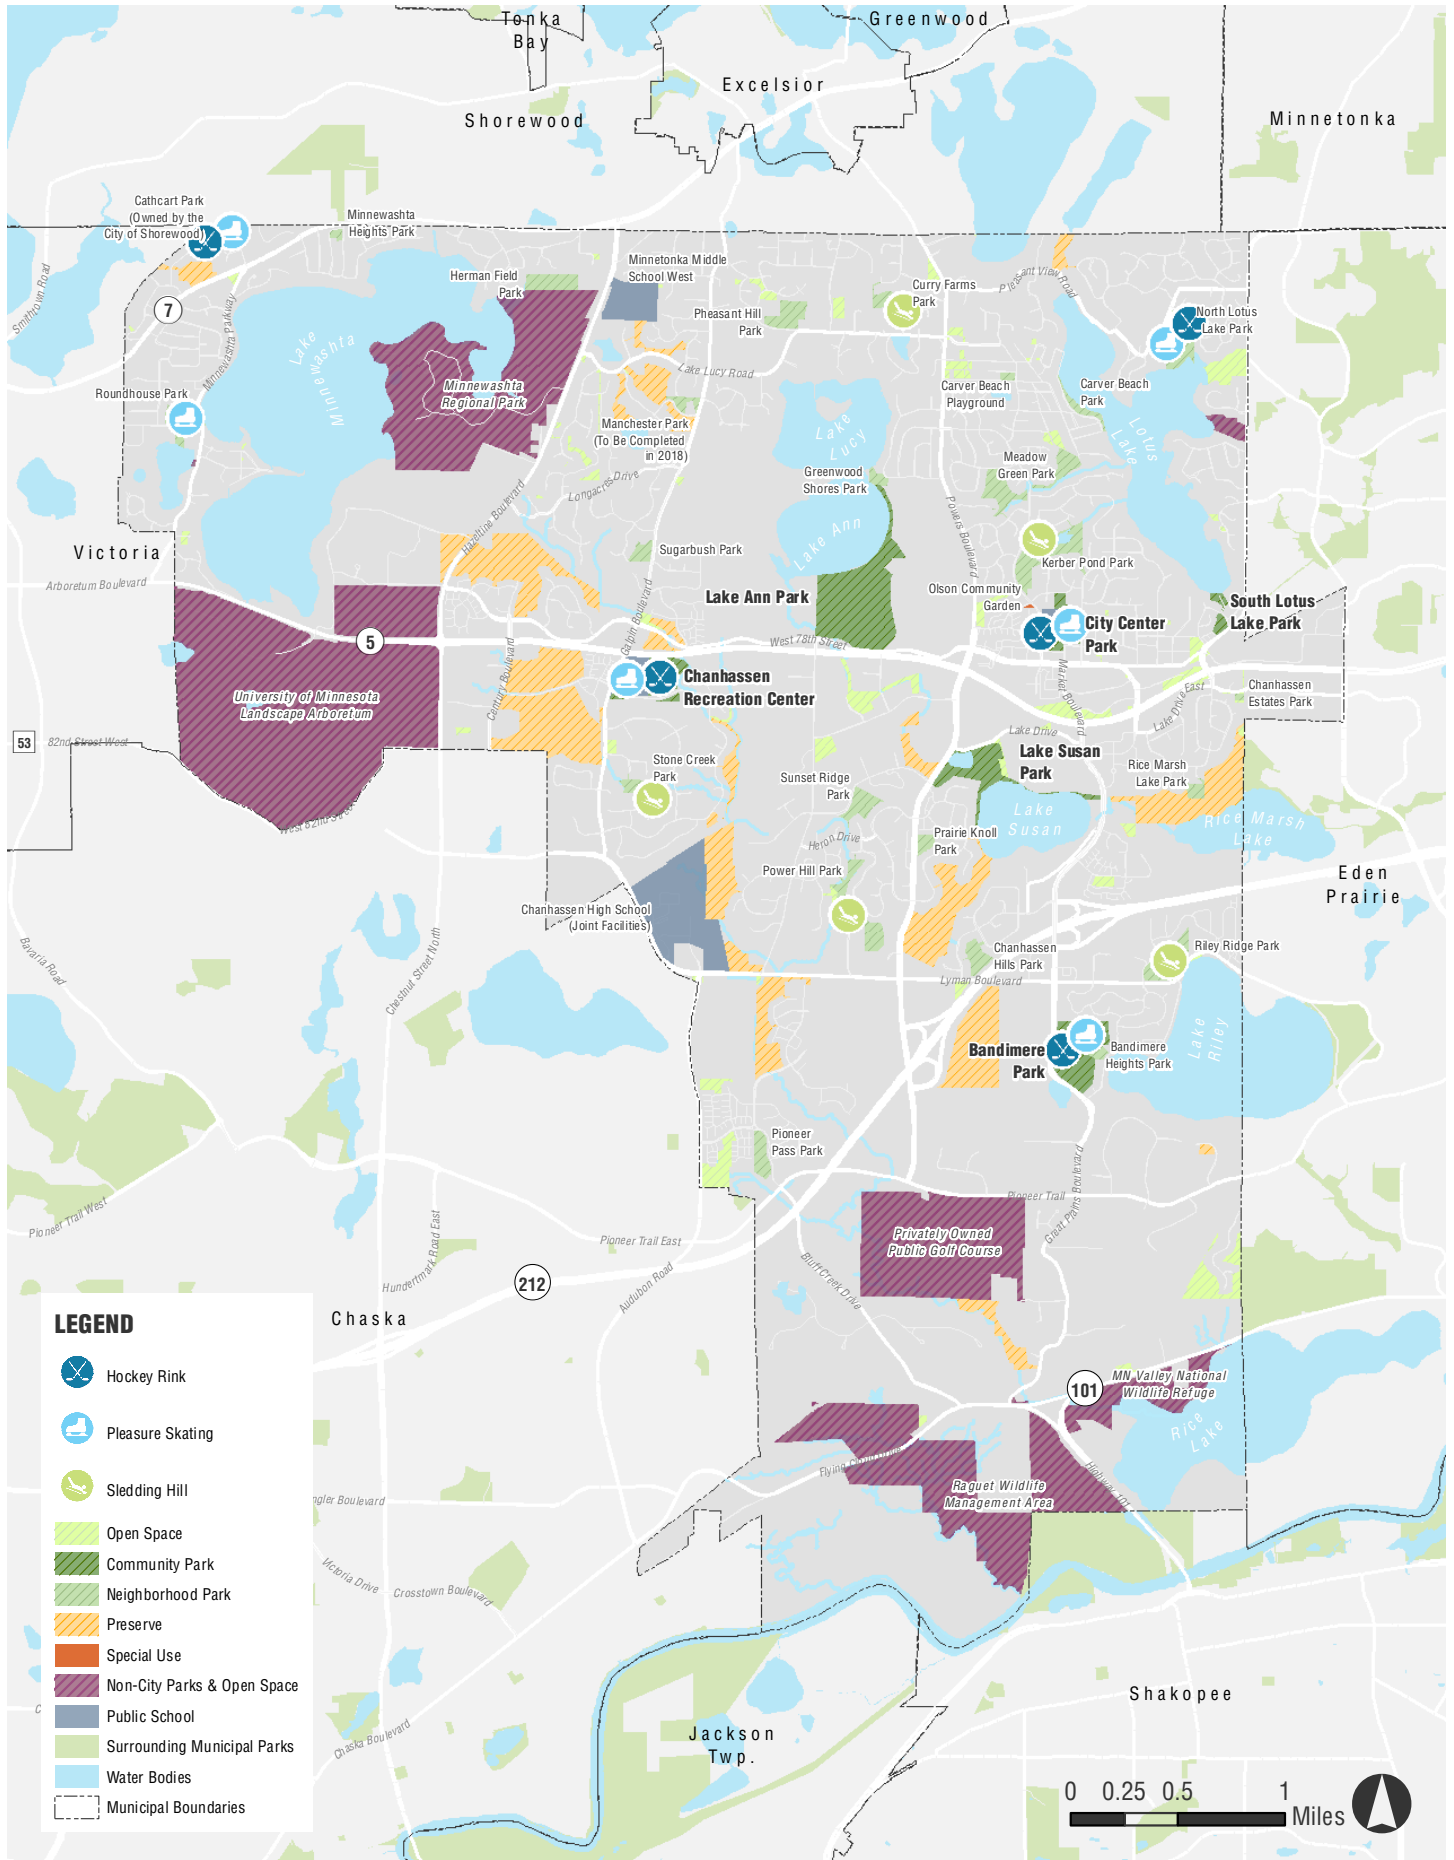 Tonka
Bay
Greenwood
Excelsior
Shorewood
Minnetonka
Cathcart Park
(Owned by the
City of Shorewood)
Minnewashta
Heights Park
Smithtown Road
7
Minnewashta Parkway
Lake
Minnewashta
Herman Field
Park
Minnetonka Middle
School West
Pheasant Hill
Park
Curry Farms
Park
Pleasant View Road
North Lotus
Lake Park
Roundhouse Park
Minnewashta
Regional Park
Lake Lucy Road
Manchester Park
(To Be Completed
in 2018)
Lake
Lucy
Carver Beach
Playground
Carver Beach
Park
Lotus
Lake
Longacres Drive
Greenwood
Shores Park
Meadow
Green Park
Hazeltine Boulevard
Lake Ann
Powers Boulevard
Victoria
Sugarbush Park
Kerber Pond Park
Arboretum Boulevard
Lake Ann Park
Olson Community
Garden
South Lotus
Lake Park
City Center
Park
5
Galpin Boulevard
West 78th Street
Century Boulevard
Chanhassen
Recreation Center
Market Boulevard
University of Minnesota
Landscape Arboretum
Lake Drive East
Chanhassen
Estates Park
53
82nd Street West
Lake Drive
Lake Susan
Park
Stone Creek
Park
Sunset Ridge
Park
Rice Marsh
Lake Park
West 82nd Street
Lake
Susan
Rice Marsh
Lake
Heron Drive
Prairie Knoll
Park
Power Hill Park
Eden
Prairie
Chanhassen High School
(Joint Facilities)
Bavaria Road
Chestnut Street North
Chanhassen
Hills Park
Riley Ridge Park
Lyman Boulevard
Lake
Riley
Bandimere
Park
Bandimere
Heights Park
Pioneer
Pass Park
Great Plains Boulevard
Pioneer Trail
Pioneer Trail West
Hundertmark Road East
Pioneer Trail East
Privately Owned
Public Golf Course
Audubon Road
Bluff Creek Drive
212
Chaska
101
MN Valley National
Wildlife Refuge
Rice
Lake
Flying Cloud Drive
Highway 101
Raguet Wildlife
Management Area
ngler Boulevard
Victoria Drive
Crosstown Boulevard
Chaska Boulevard
Shakopee
Jackson
Twp.
LEGEND
Hockey Rink
Pleasure Skating
Sledding Hill
Open Space
Community Park
Neighborhood Park
Preserve
Special Use
Non-City Parks & Open Space
Public School
Surrounding Municipal Parks
Water Bodies
Municipal Boundaries
C
0 0.25 0.5 1
Miles